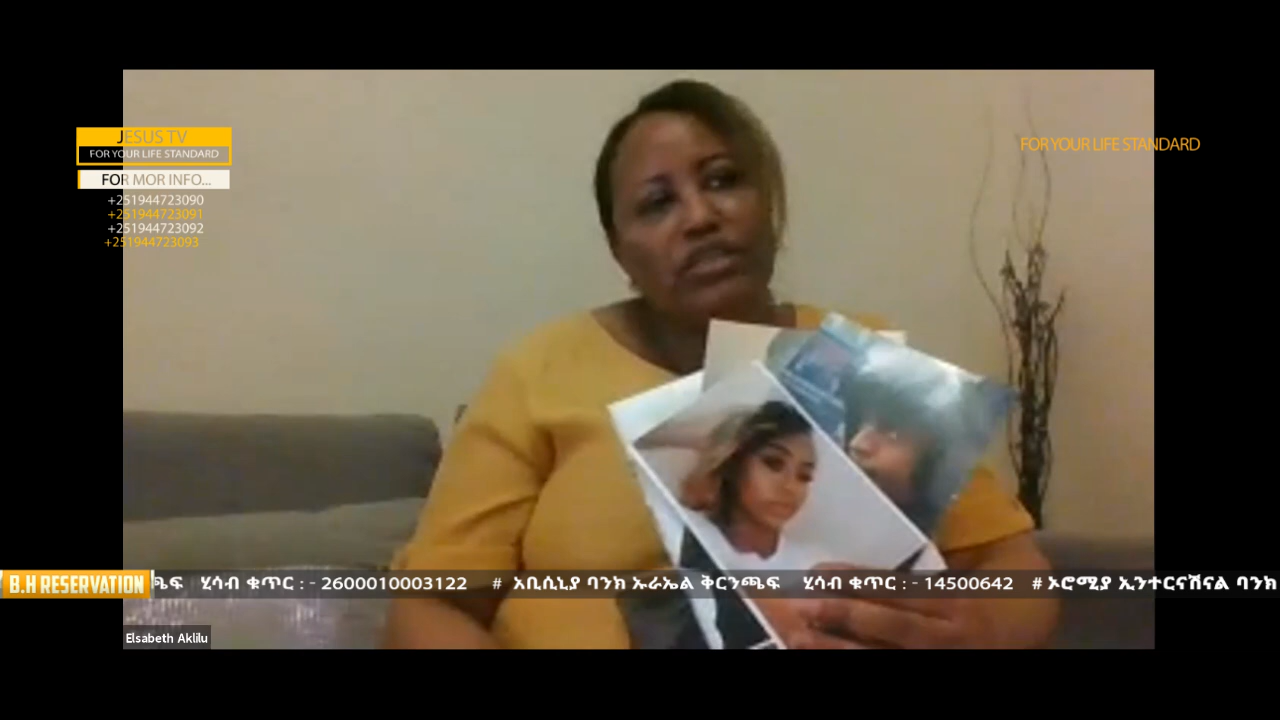 JESUS TV
FOR YOUR LIFE STANDARD
FOR YOUR LIFE STANDARD
FOR MOR INFO...
+251944723090
+251944723091
+251944723092
+251944723093
B.H RESERVATION
ጫፍ ሂሳብ ቁጥር : - 2600010003122 # አቢሲኒያ ባንክ ኡራኤል ቅርንጫፍ ሂሳብ ቁጥር : - 14500642 # ኦሮሚያ ኢንተርናሽናል ባንክ
Elsabeth Aklilu